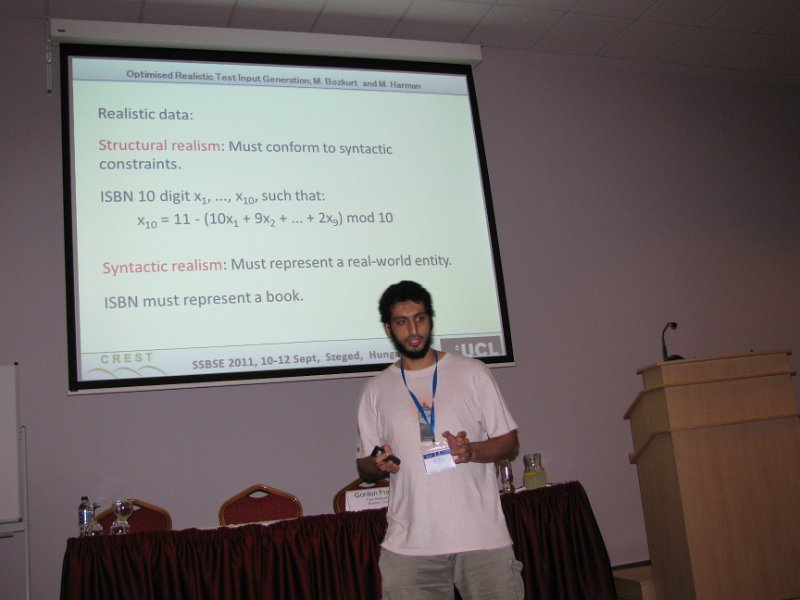 Optimised Realistic Test Input Generation, M. Bozkurt and M. Harman
Realistic data:
Structural realism: Must conform to syntactic
constraints.
ISBN 10 digit x₁, ..., x₁₀, such that:
x₁₀ = 11 - (10x₁ + 9x₂ + ... + 2x₉) mod 10
Syntactic realism: Must represent a real-world entity.
ISBN must represent a book.
CREST
SSBSE 2011, 10-12 Sept, Szeged,
UCL
Gordon